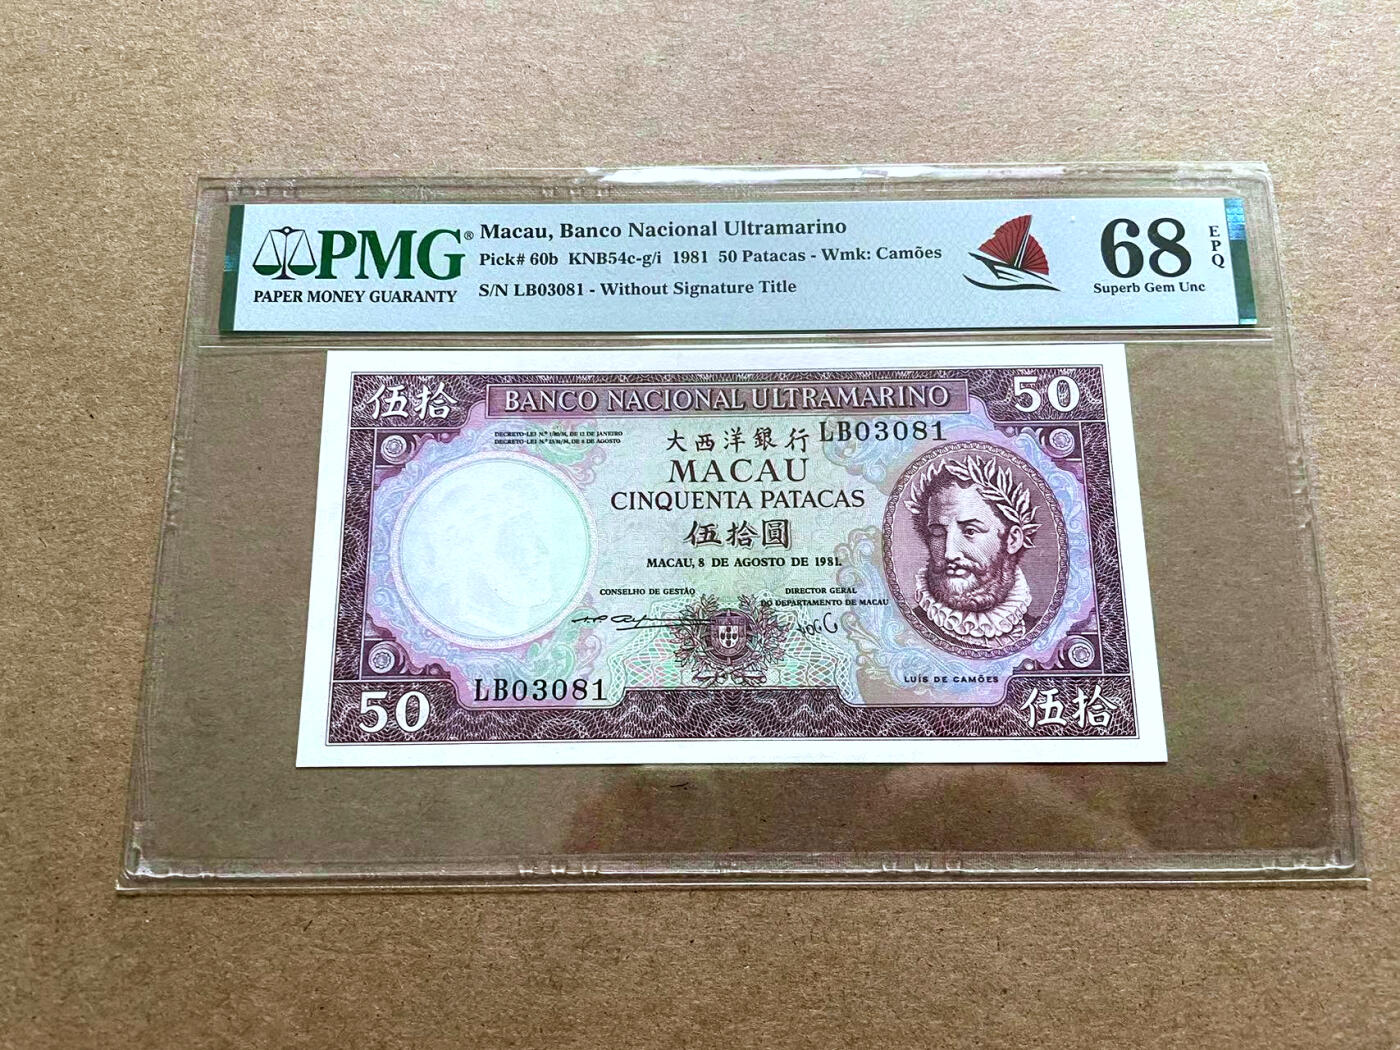 PMG®
PAPER MONEY GUARANTY
Macau, Banco Nacional Ultramarino
Pick# 60b KNB54c-g/i 1981 50 Patacas - Wmk: Camões
S/N LB03081 - Without Signature Title
68
Superb Gem Unc
EPQ
伍拾
BANCO NACIONAL ULTRAMARINO
50
大西洋銀行
LB03081
MACAU
CINQUENTA PATACAS
伍拾圓
MACAU, 8 DE AGOSTO DE 1981.
CONSELHO DE GESTÃO
DIRECTOR GERAL
DO DEPARTAMENTO DE MACAU
LUÍS DE CAMÕES
LB03081
50
伍拾